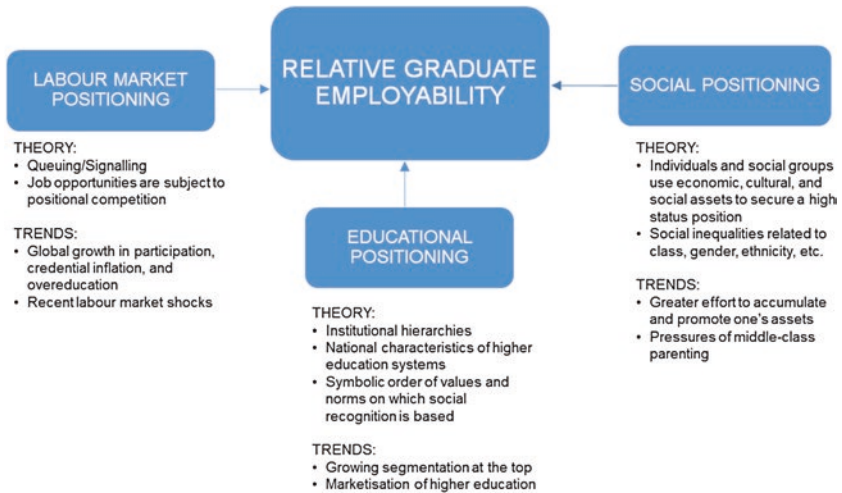 RELATIVE GRADUATE
EMPLOYABILITY
LABOUR MARKET
POSITIONING
THEORY:
• Queuing/Signalling
• Job opportunities are subject to
positional competition
TRENDS:
• Global growth in participation,
credential inflation, and
overeducation
• Recent labour market shocks
EDUCATIONAL
POSITIONING
THEORY:
• Institutional hierarchies
• National characteristics of higher
education systems
• Symbolic order of values and
norms on which social
recognition is based
TRENDS:
• Growing segmentation at the top
• Marketisation of higher education
SOCIAL POSITIONING
THEORY:
• Individuals and social groups
use economic, cultural, and
social assets to secure a high
status position
• Social inequalities related to
class, gender, ethnicity, etc.
TRENDS:
• Greater effort to accumulate
and promote one's assets
• Pressures of middle-class
parenting